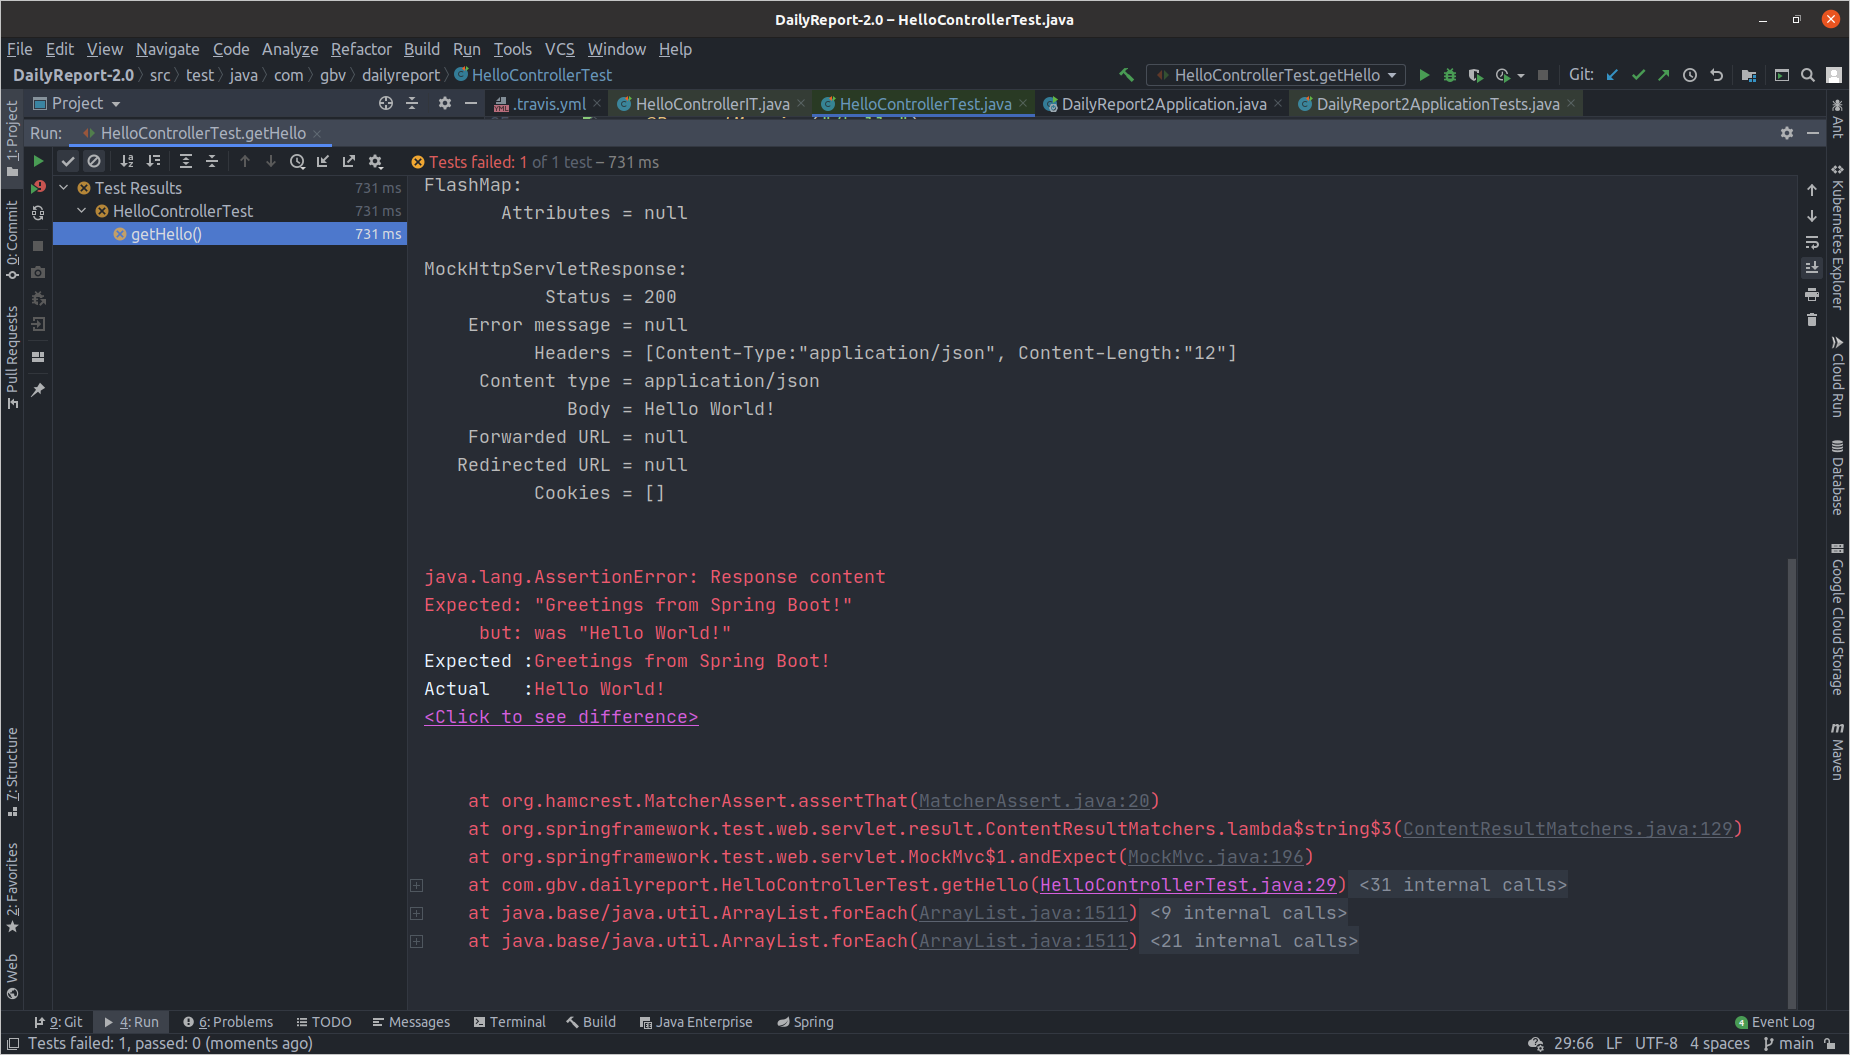 DailyReport-2.0 – HelloControllerTest.java
File Edit View Navigate Code Analyze Refactor Build Run Tools VCS Window Help
DailyReport-2.0 src test java com gbv dailyreport HelloControllerTest HelloControllerTest.getHello Git:
Project .travis.yml HelloControllerIT.java HelloControllerTest.java DailyReport2Application.java DailyReport2ApplicationTests.java
Run: HelloControllerTest.getHello
Tests failed: 1 of 1 test – 731 ms
Test Results 731 ms
HelloControllerTest 731 ms
getHello() 731 ms
FlashMap:
Attributes = null
MockHttpServletResponse:
Status = 200
Error message = null
Headers = [Content-Type:"application/json", Content-Length:"12"]
Content type = application/json
Body = Hello World!
Forwarded URL = null
Redirected URL = null
Cookies = []
java.lang.AssertionError: Response content
Expected: "Greetings from Spring Boot!"
but: was "Hello World!"
Expected :Greetings from Spring Boot!
Actual   :Hello World!
<Click to see difference>
at org.hamcrest.MatcherAssert.assertThat(MatcherAssert.java:20)
at org.springframework.test.web.servlet.result.ContentResultMatchers.lambda$string$3(ContentResultMatchers.java:129)
at org.springframework.test.web.servlet.MockMvc$1.andExpect(MockMvc.java:196)
at com.gbv.dailyreport.HelloControllerTest.getHello(HelloControllerTest.java:29) <31 internal calls>
at java.base/java.util.ArrayList.forEach(ArrayList.java:1511) <9 internal calls>
at java.base/java.util.ArrayList.forEach(ArrayList.java:1511) <21 internal calls>
1: Project
0: Commit
Pull Requests
7: Structure
2: Favorites
Web
Ant
Kubernetes Explorer
Cloud Run
Database
Google Cloud Storage
Maven
9: Git 4: Run 6: Problems TODO Messages Terminal Build Java Enterprise Spring 4 Event Log
Tests failed: 1, passed: 0 (moments ago) 29:66 LF UTF-8 4 spaces main